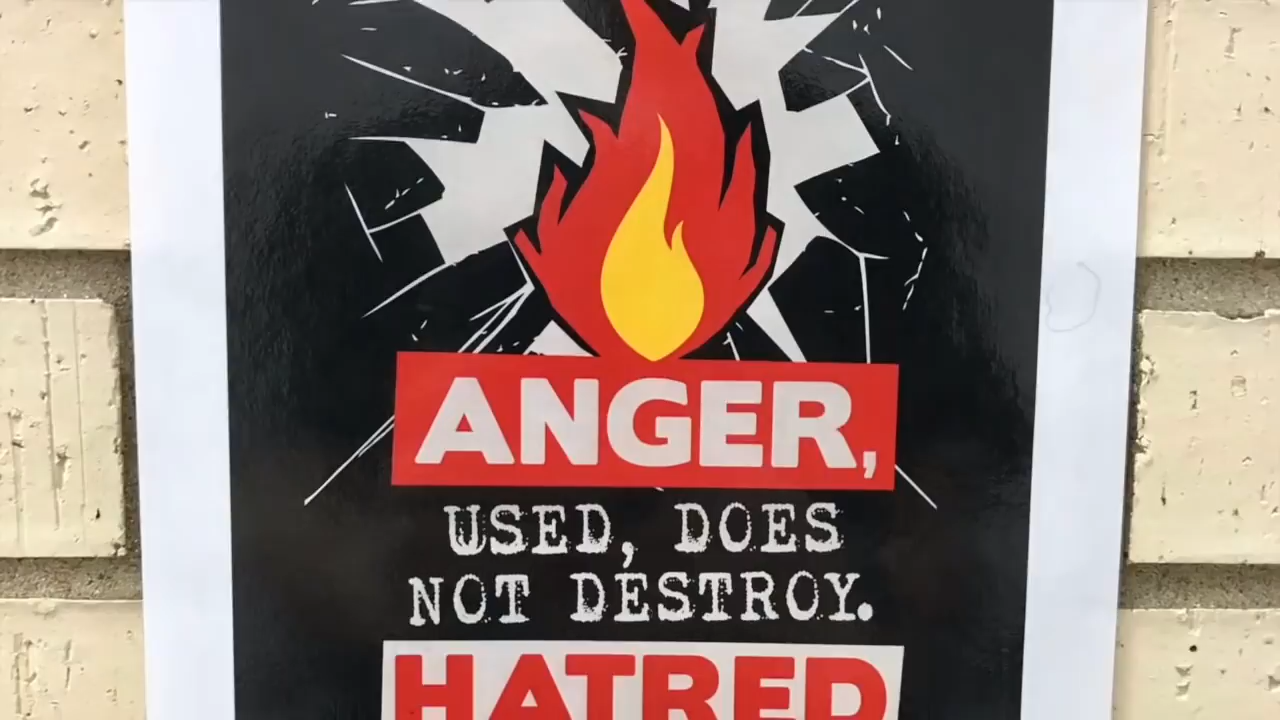 ANGER,
USED, DOES
NOT DESTROY.
HATRED